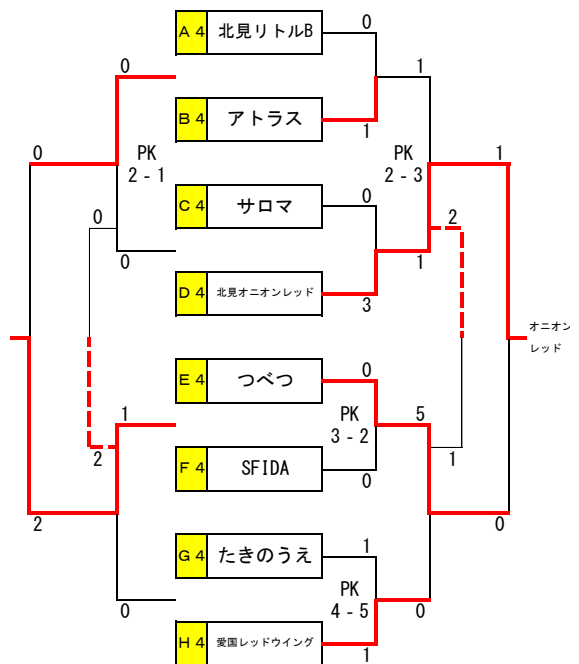 A4 北見リトルB 0
0 1
B4 アトラス 1
0 PK 2-1 PK 2-3 1
C4 サロマ 0
0 2
0 1
D4 北見オニオンレッド 3
オニオン
レッド
E4 つべつ 0
1 PK 3-2 5
2 1
F4 SFIDA 0
2 0
G4 たきのうえ 1
0 PK 4-5 0
H4 愛国レッドウイング 1